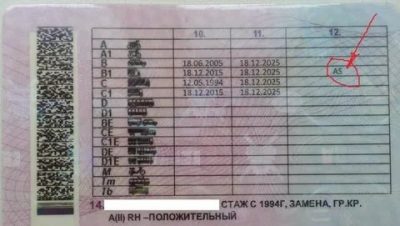 10. 11. 12.
A
A1
B 18.06.2005 18.12.2025
B1 18.12.2015 18.12.2025 AS
C 12.05.1994 18.12.2025
C1 18.12.2015 18.12.2025
D
D1
BE
CE
C1E
DE
D1E
M
Tm
Tb
14. СТАЖ С 1994Г, ЗАМЕНА, ГР.КР.
А(II) RH –ПОЛОЖИТЕЛЬНЫЙ